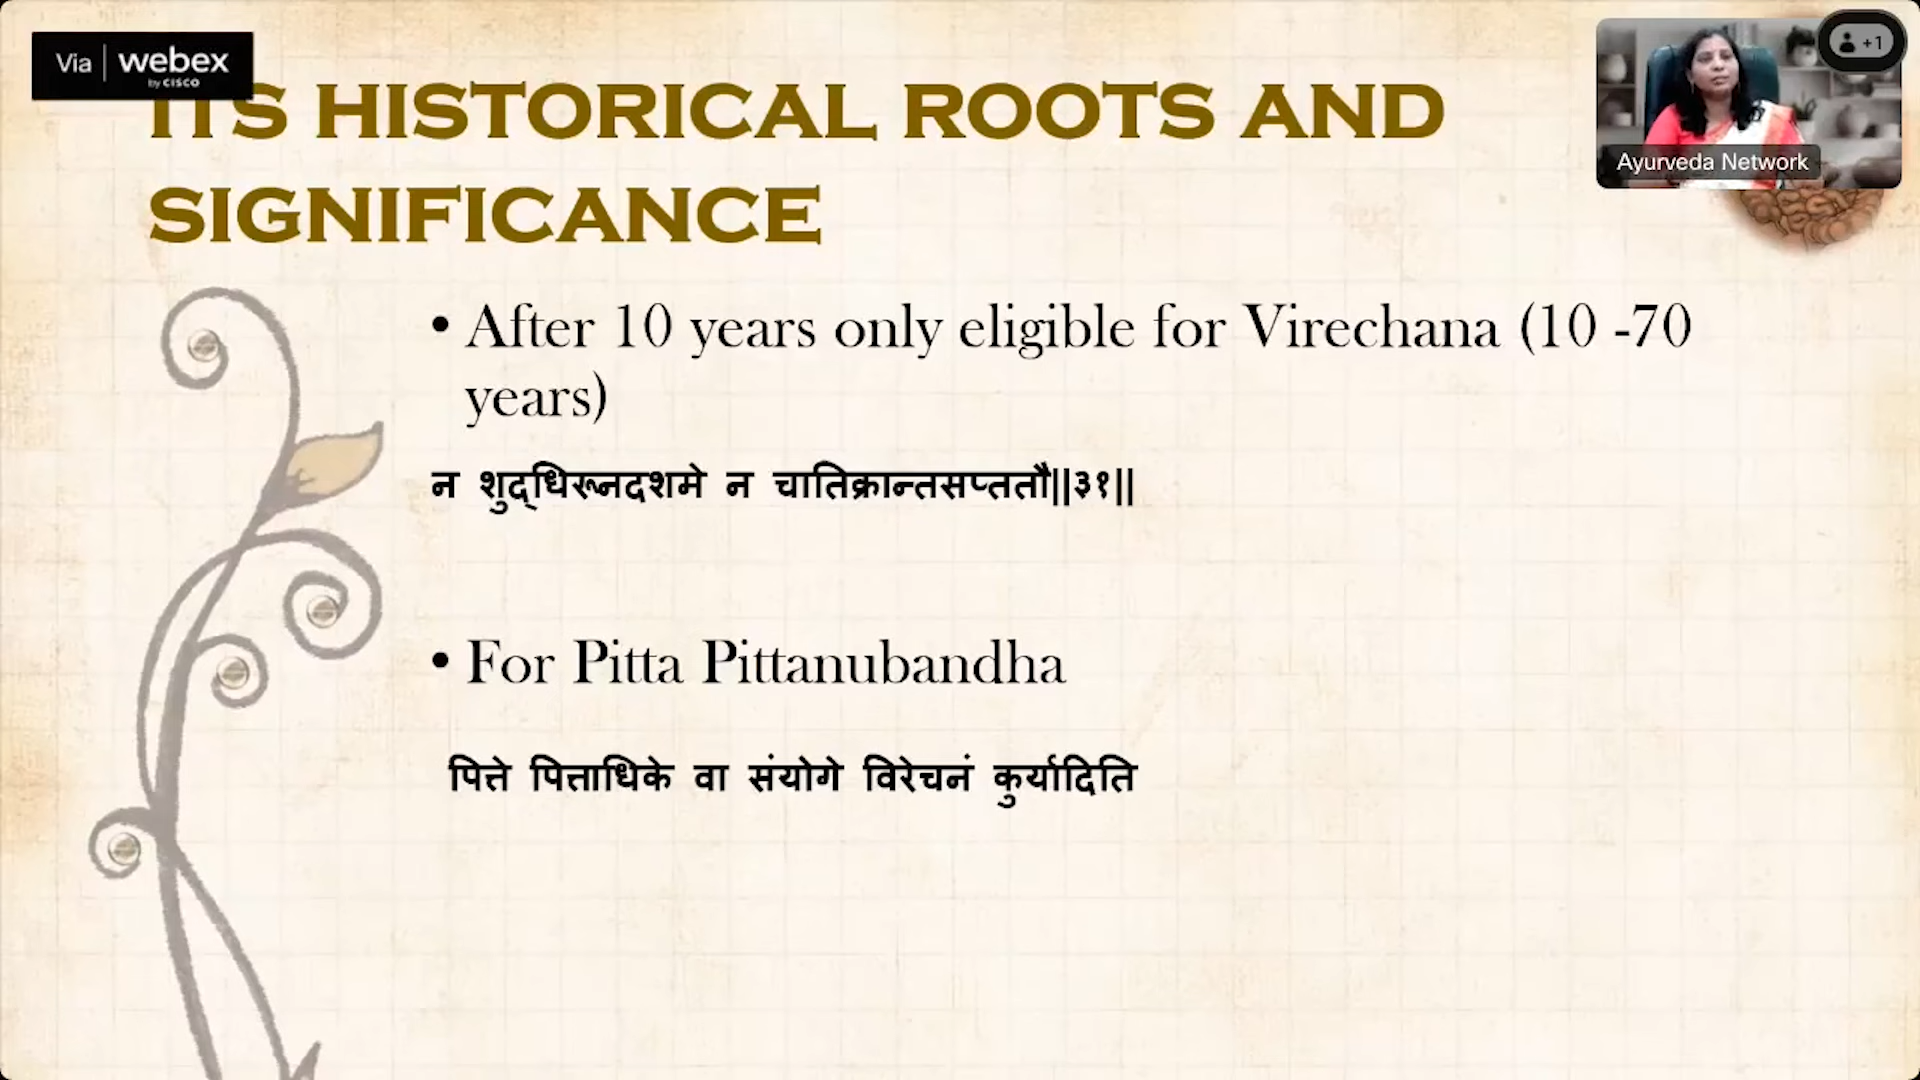 Via webex
by CISCO
+1
ITS HISTORICAL ROOTS AND
Ayurveda Network
SIGNIFICANCE
• After 10 years only eligible for Virechana (10 -70
years)
न शुद्धिरूनदशमे न चातिक्रान्तसप्ततौ||३१||
• For Pitta Pittanubandha
पित्ते पित्ताधिके वा संयोगे विरेचनं कुर्यादिति